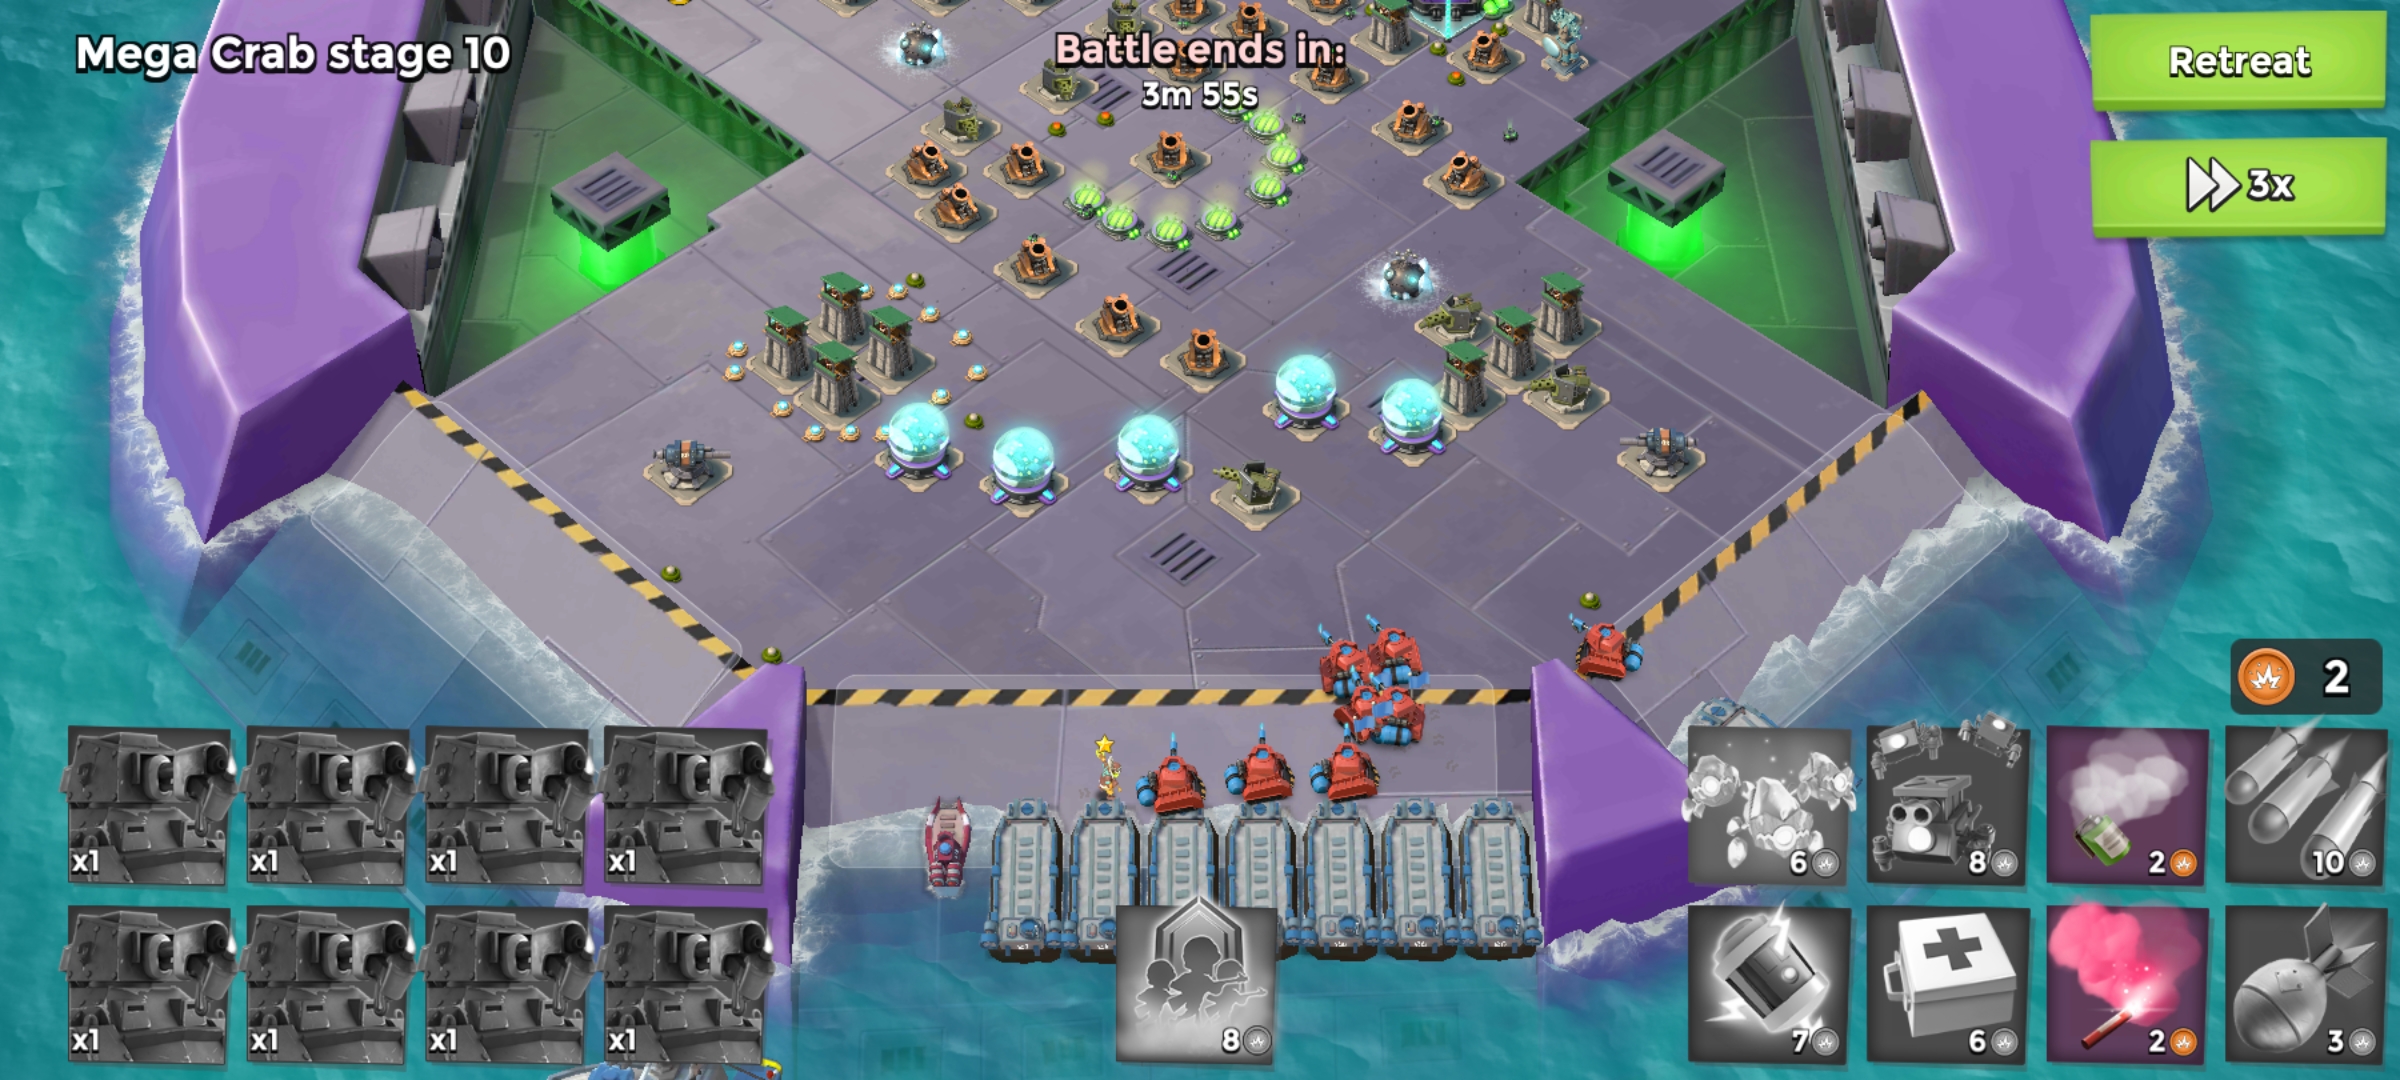 Mega Crab stage 10
Battle ends in:
3m 55s
Retreat
3x
2
x1
x1
x1
x1
6
8
2
10
x1
x1
x1
x1
8
7
6
2
3